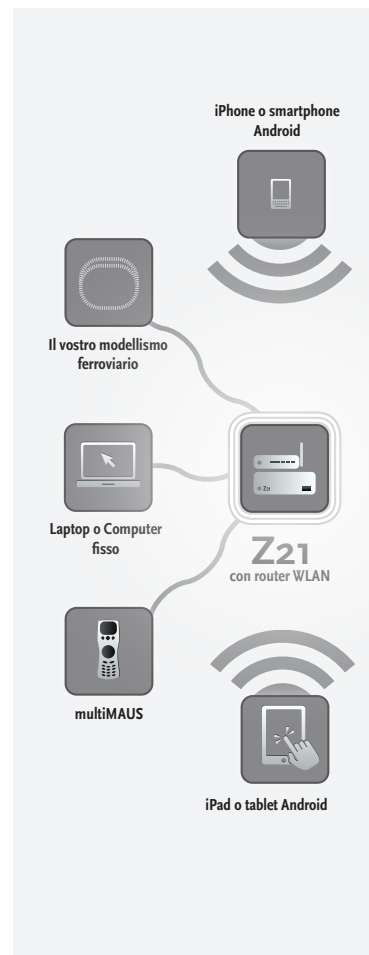 iPhone o smartphone
Android
Il vostro modellismo
ferroviario
Laptop o Computer
fisso
Z21
con router WLAN
multiMAUS
iPad o tablet Android